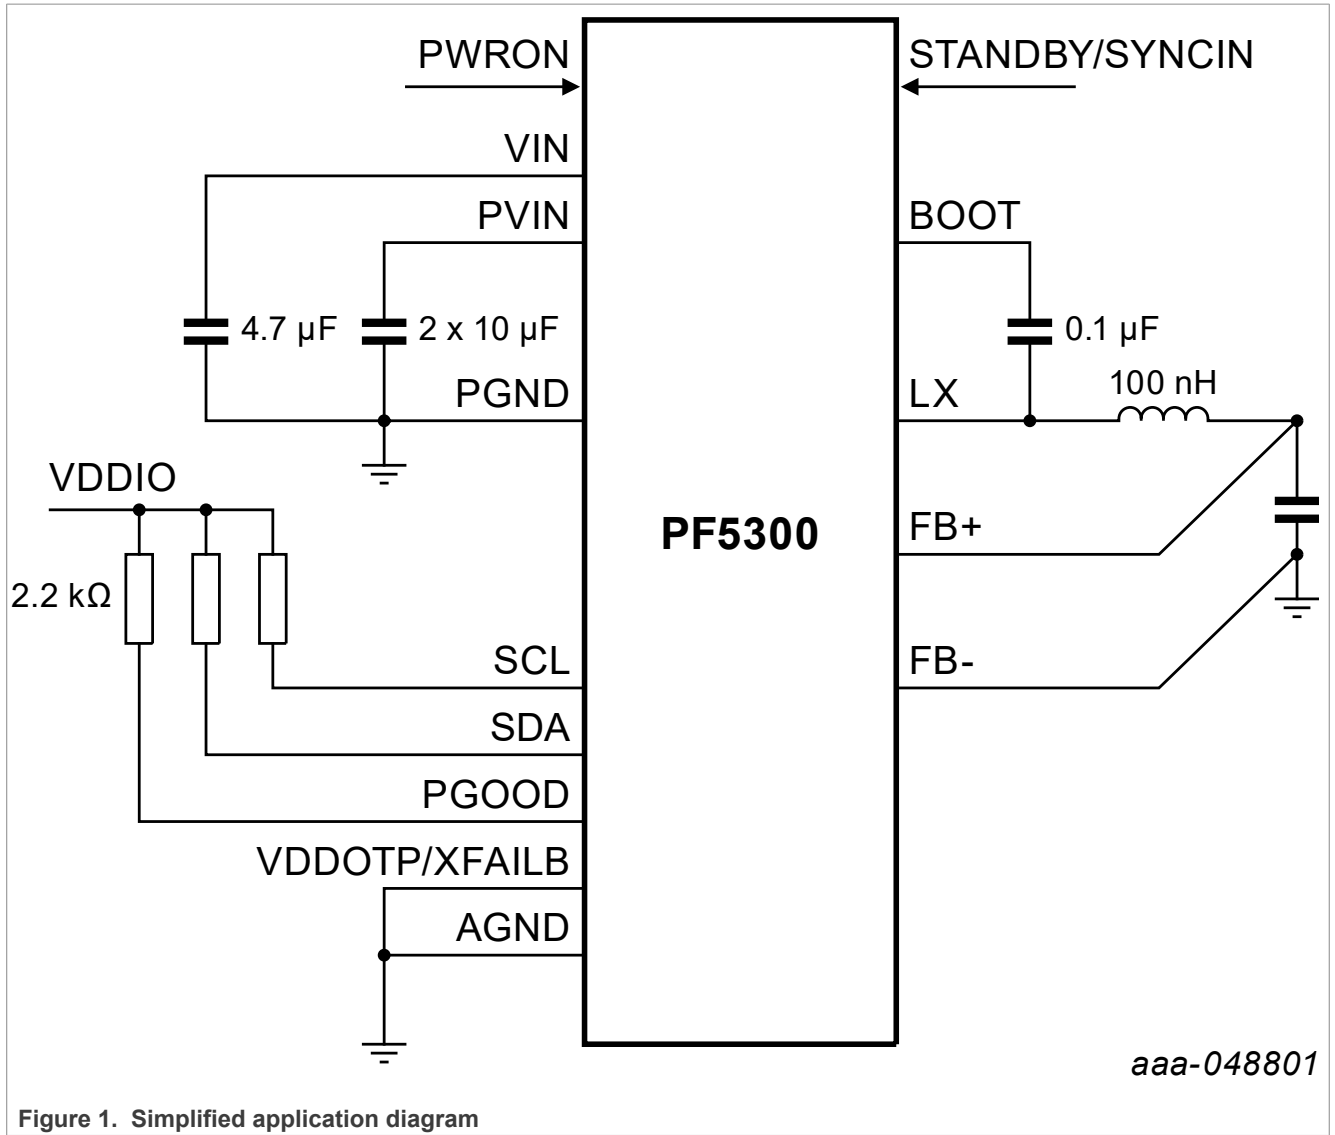 PWRON
STANDBY/SYNCIN
VIN
PVIN
BOOT
4.7 µF
2 x 10 µF
0.1 µF
PGND
LX
100 nH
VDDIO
PF5300
FB+
2.2 kΩ
SCL
FB-
SDA
PGOOD
VDDOTP/XFAILB
AGND
aaa-048801
Figure 1. Simplified application diagram